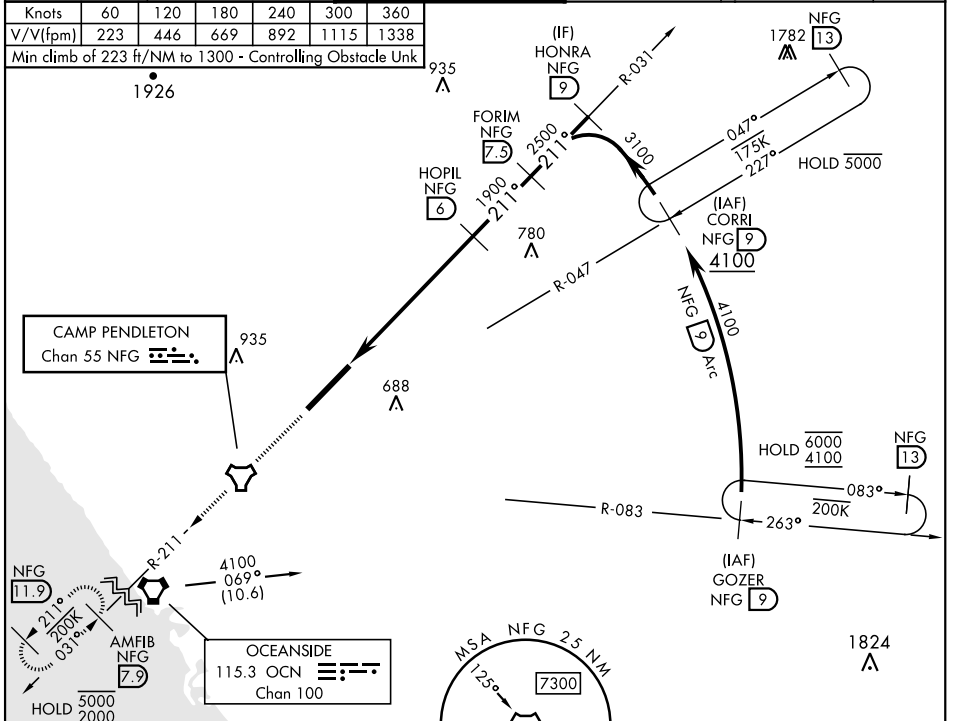 Knots 60 120 180 240 300 360
V/V(fpm) 223 446 669 892 1115 1338
Min climb of 223 ft/NM to 1300 - Controlling Obstacle Unk
1926
935
(IF)
HONRA
NFG
9
R-031
1782
NFG
13
FORIM
NFG
7.5
2500
211°
3100
047°
175K
227°
HOLD 5000
HOPIL
NFG
6
1900
211°
780
(IAF)
CORRI
NFG 9
4100
R-047
4100
NFG 9 Arc
CAMP PENDLETON
Chan 55 NFG
935
688
HOLD 6000
4100
NFG
13
083°
200K
263°
R-083
(IAF)
GOZER
NFG 9
R-211
4100
069°
(10.6)
NFG
11.9
211°
200K
031°
AMFIB
NFG
7.9
HOLD 5000
2000
OCEANSIDE
115.3 OCN
Chan 100
MSA NFG 25 NM
125°
7300
1824